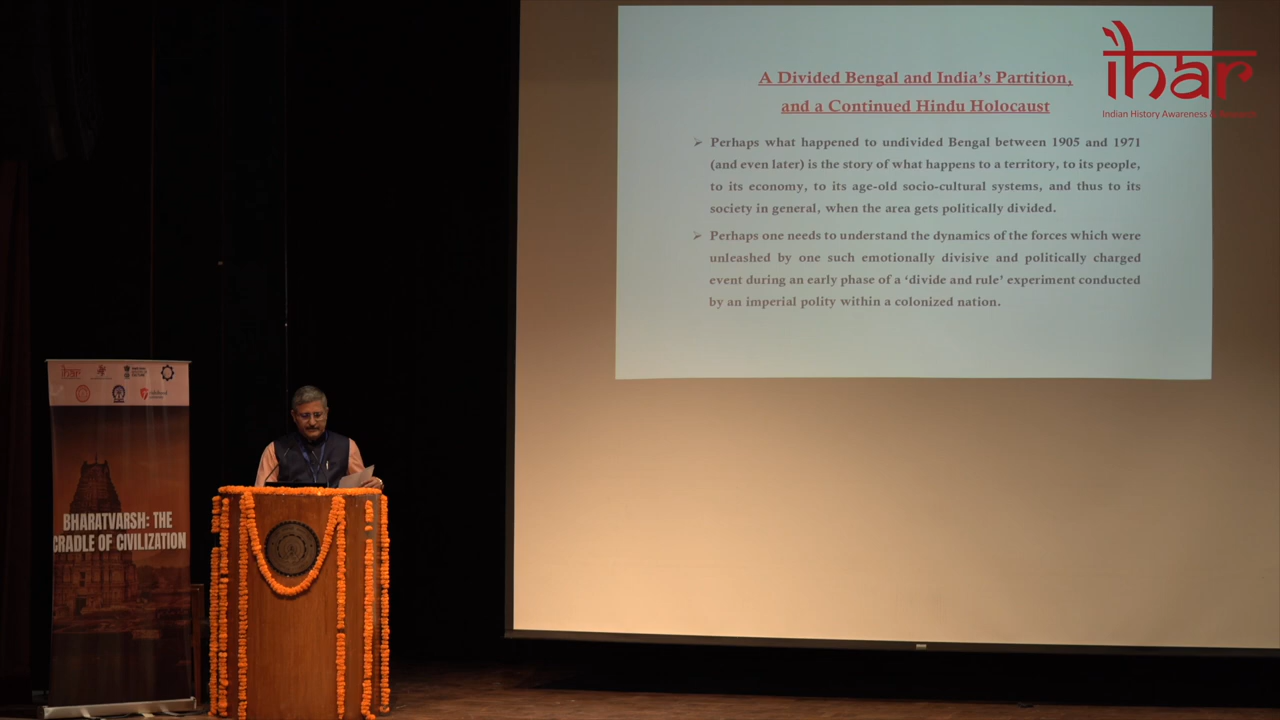 A Divided Bengal and India's Partition,
and a Continued Hindu Holocaust
➢ Perhaps what happened to undivided Bengal between 1905 and 1971
(and even later) is the story of what happens to a territory, to its people,
to its economy, to its age-old socio-cultural systems, and thus to its
society in general, when the area gets politically divided.
➢ Perhaps one needs to understand the dynamics of the forces which were
unleashed by one such emotionally divisive and politically charged
event during an early phase of a 'divide and rule' experiment conducted
by an imperial polity within a colonized nation.
ihar
Indian History Awareness &
ihar
BHARATVARSH: THE
CRADLE OF CIVILIZATION